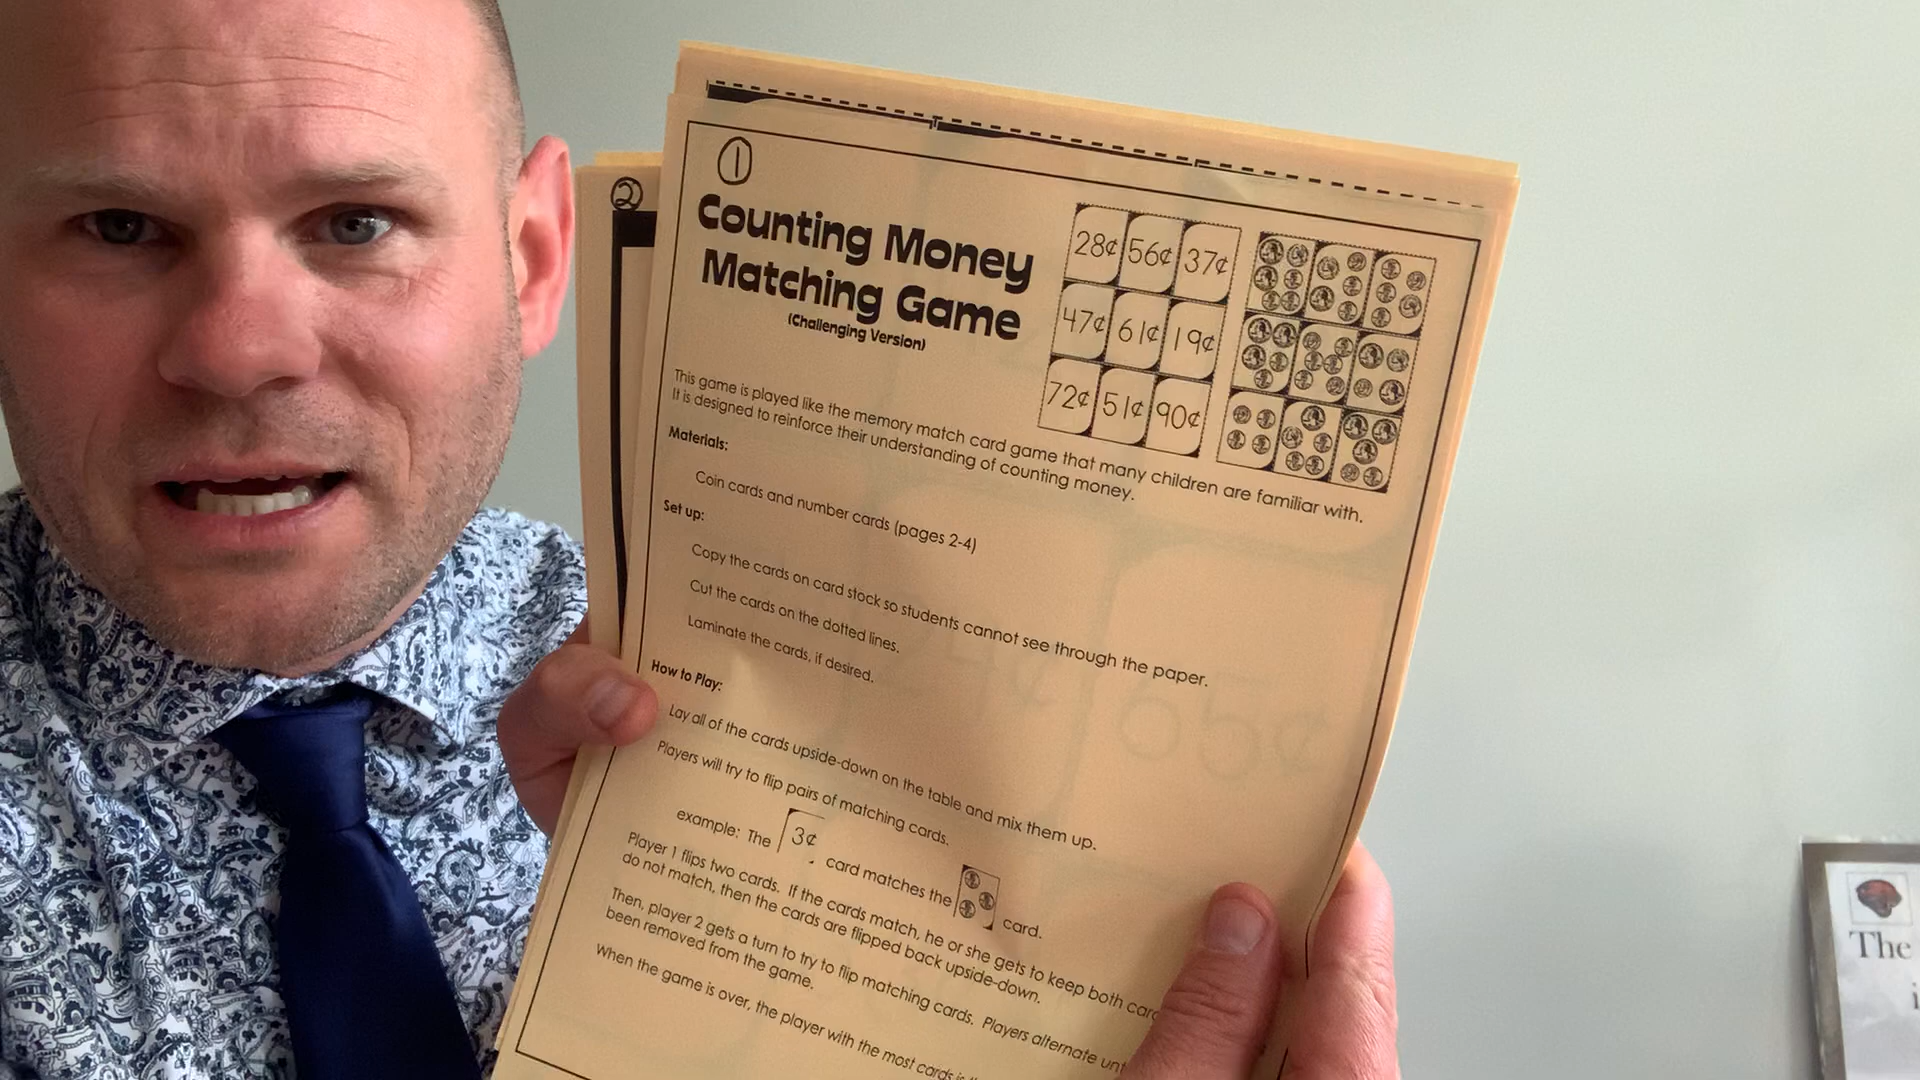 2
1
Counting Money
Matching Game
(Challenging Version)
28¢ 56¢ 37¢
47¢ 61¢ 19¢
72¢ 51¢ 90¢
This game is played like the memory match card game that many children are familiar with.
It is designed to reinforce their understanding of counting money.
Materials:
Coin cards and number cards (pages 2-4)
Set up:
Copy the cards on card stock so students cannot see through the paper.
Cut the cards on the dotted lines.
Laminate the cards, if desired.
How to Play:
Lay all of the cards upside-down on the table and mix them up.
Players will try to flip pairs of matching cards.
example: The 3¢ card matches the card.
Player 1 flips two cards. If the cards match, he or she gets to keep both
do not match, then the cards are flipped back upside-down.
Then, player 2 gets a turn to try to flip matching cards. Players alternate
been removed from the game.
When the game is over, the player with the most cards
The